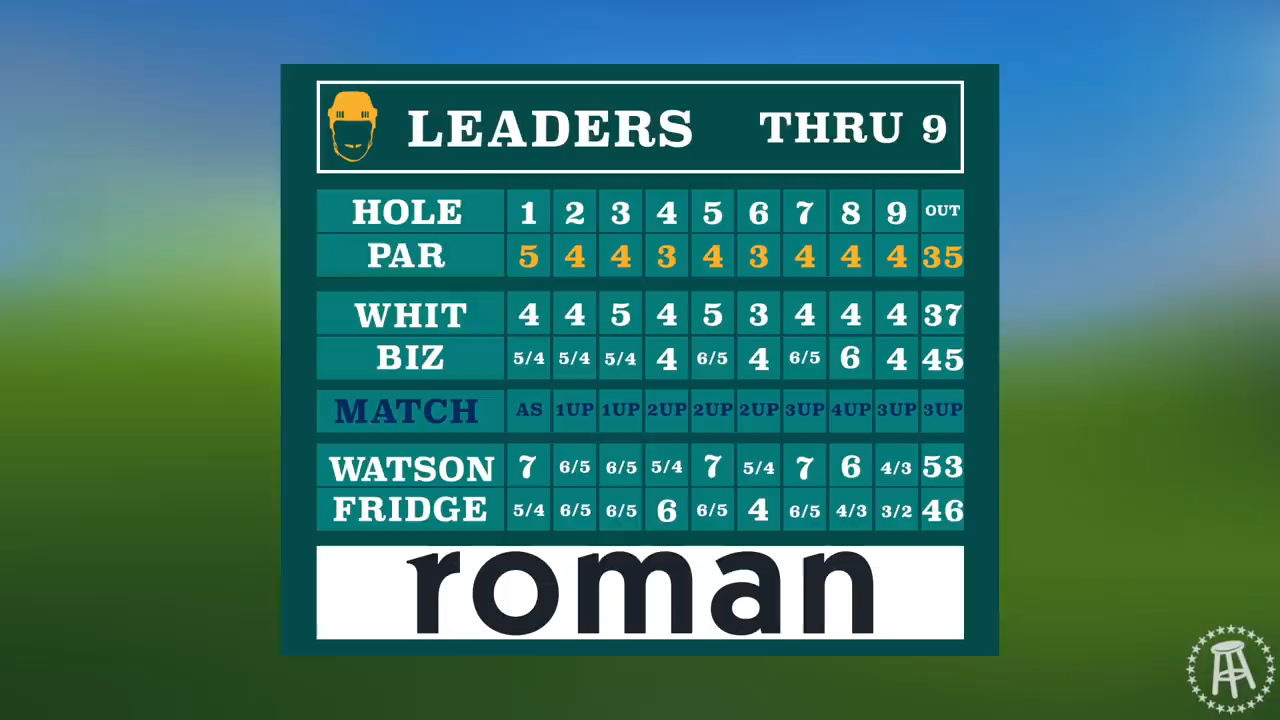 LEADERS THRU 9
HOLE 1 2 3 4 5 6 7 8 9 OUT
PAR 5 4 4 3 4 3 4 4 4 35
WHIT 4 4 5 4 5 3 4 4 4 37
BIZ 5/4 5/4 5/4 4 6/5 4 6/5 6 4 45
MATCH AS 1UP 1UP 2UP 2UP 2UP 3UP 4UP 3UP 3UP
WATSON 7 6/5 6/5 5/4 7 5/4 7 6 4/3 53
FRIDGE 5/4 6/5 6/5 6 6/5 4 6/5 4/3 3/2 46
roman